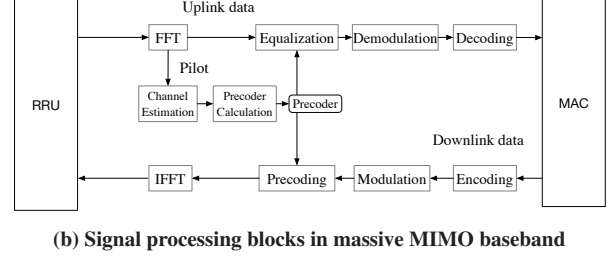 Uplink data
FFT
Equalization
Demodulation
Decoding
Pilot
RRU
Channel
Estimation
Precoder
Calculation
Precoder
MAC
Downlink data
IFFT
Precoding
Modulation
Encoding
(b) Signal processing blocks in massive MIMO baseband